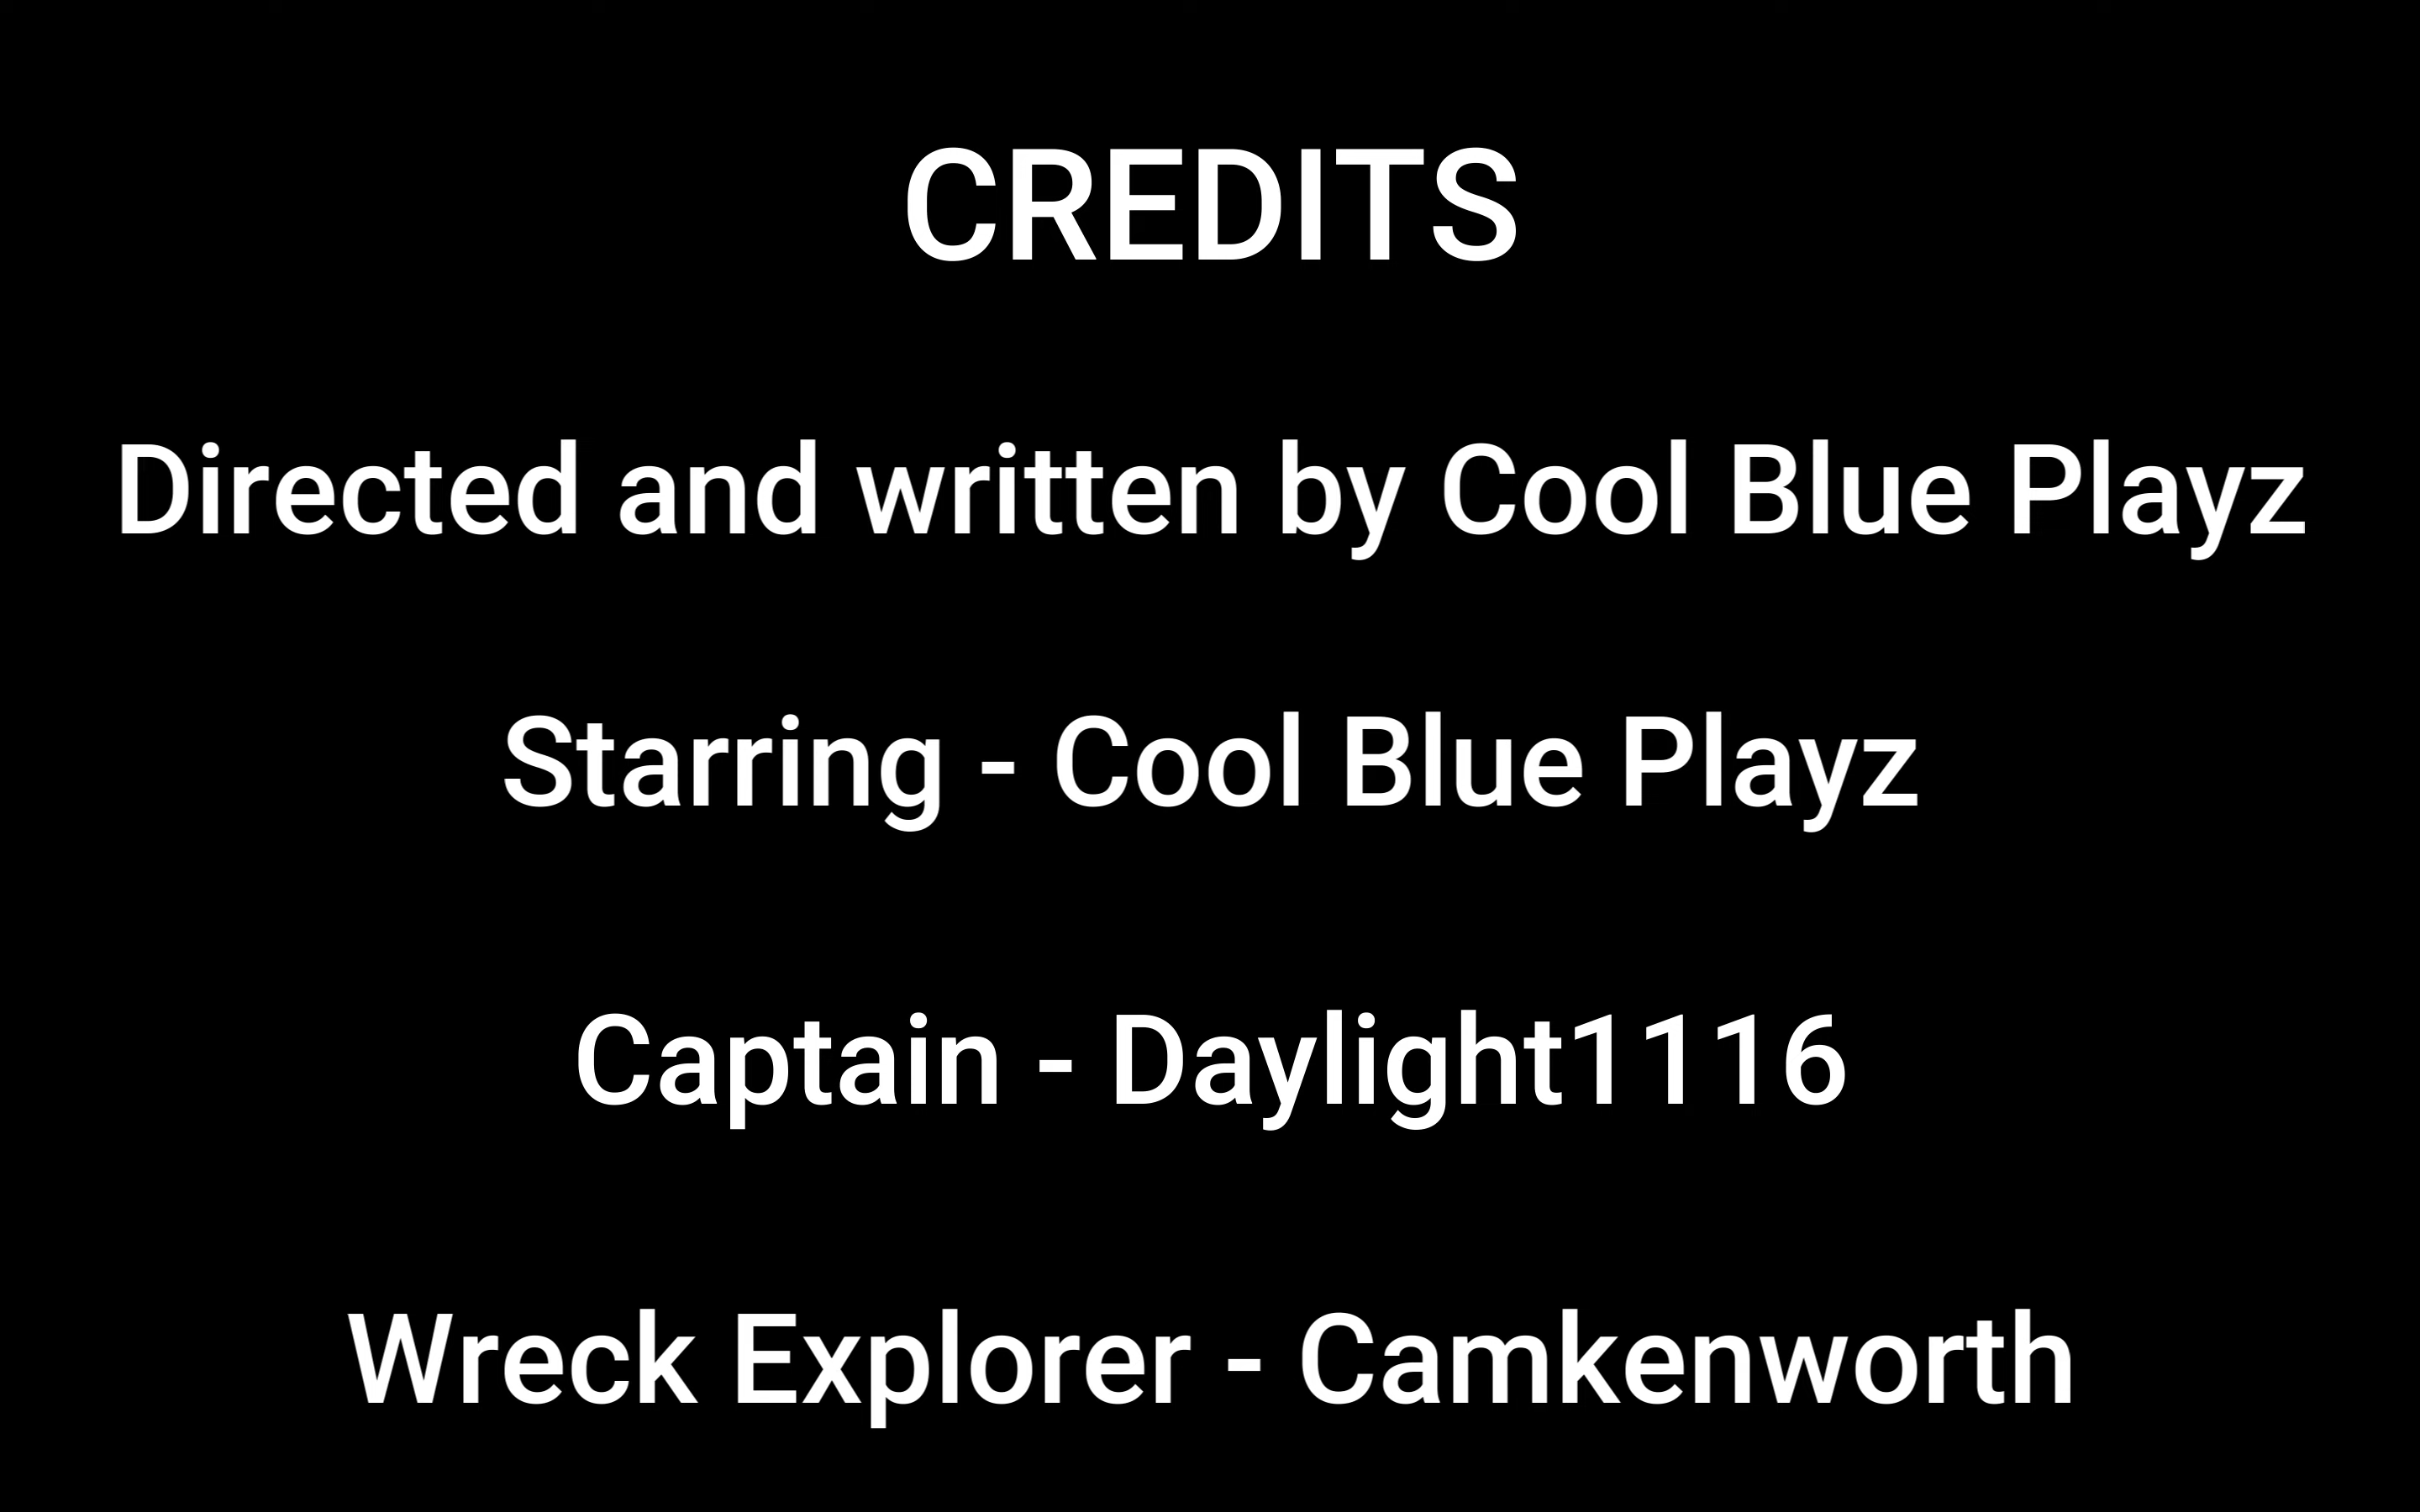 CREDITS
Directed and written by Cool Blue Playz
Starring - Cool Blue Playz
Captain - Daylight1116
Wreck Explorer - Camkenworth